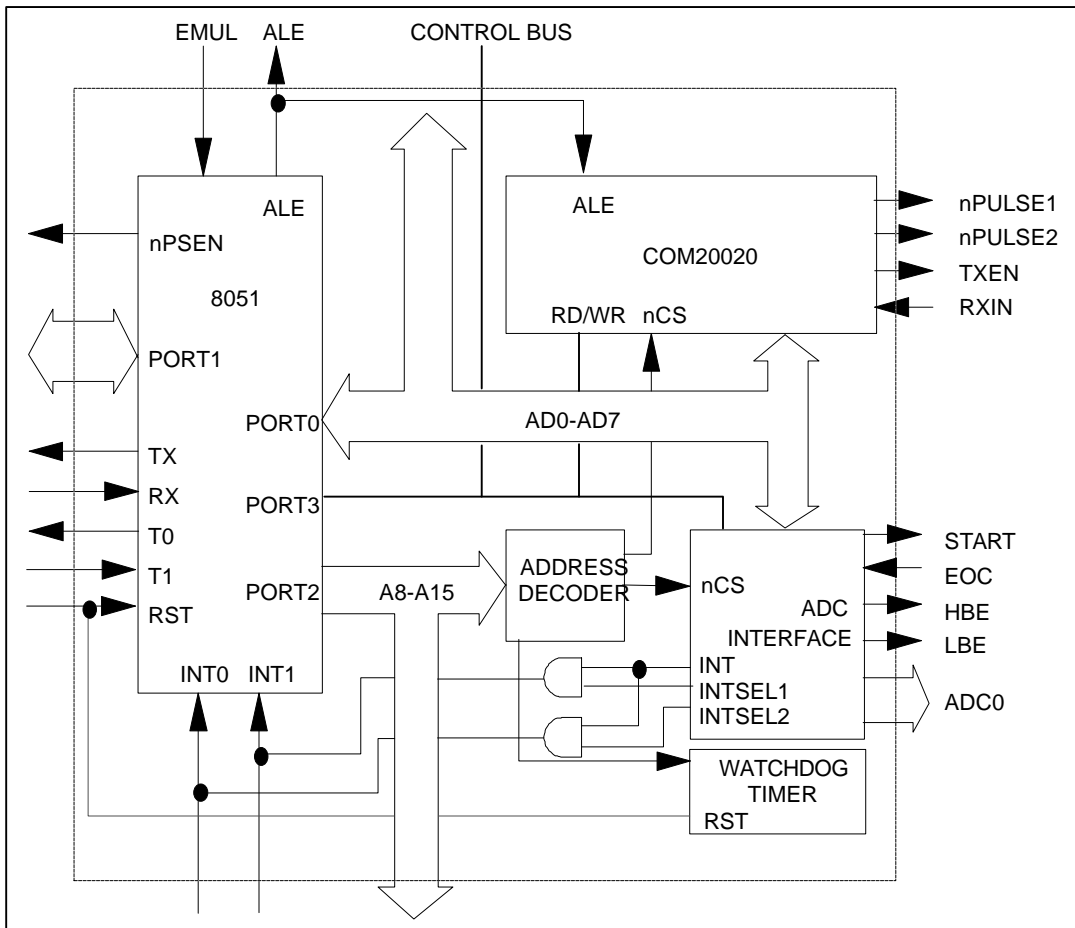 EMUL
ALE
CONTROL BUS
ALE
nPSEN
8051
PORT1
PORT0
TX
RX
PORT3
T0
T1
PORT2
RST
INT0
INT1
ALE
COM20020
RD/WR
nCS
nPULSE1
nPULSE2
TXEN
RXIN
AD0-AD7
A8-A15
ADDRESS
DECODER
nCS
ADC
INTERFACE
INT
INTSEL1
INTSEL2
START
EOC
HBE
LBE
ADC0
WATCHDOG
TIMER
RST